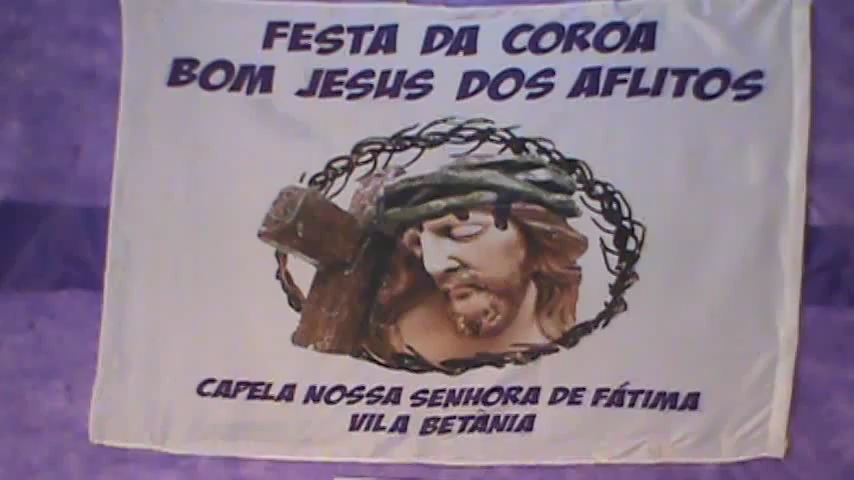 FESTA DA COROA
BOM JESUS DOS AFLITOS
CAPELA NOSSA SENHORA DE FÁTIMA
VILA BETÂNIA